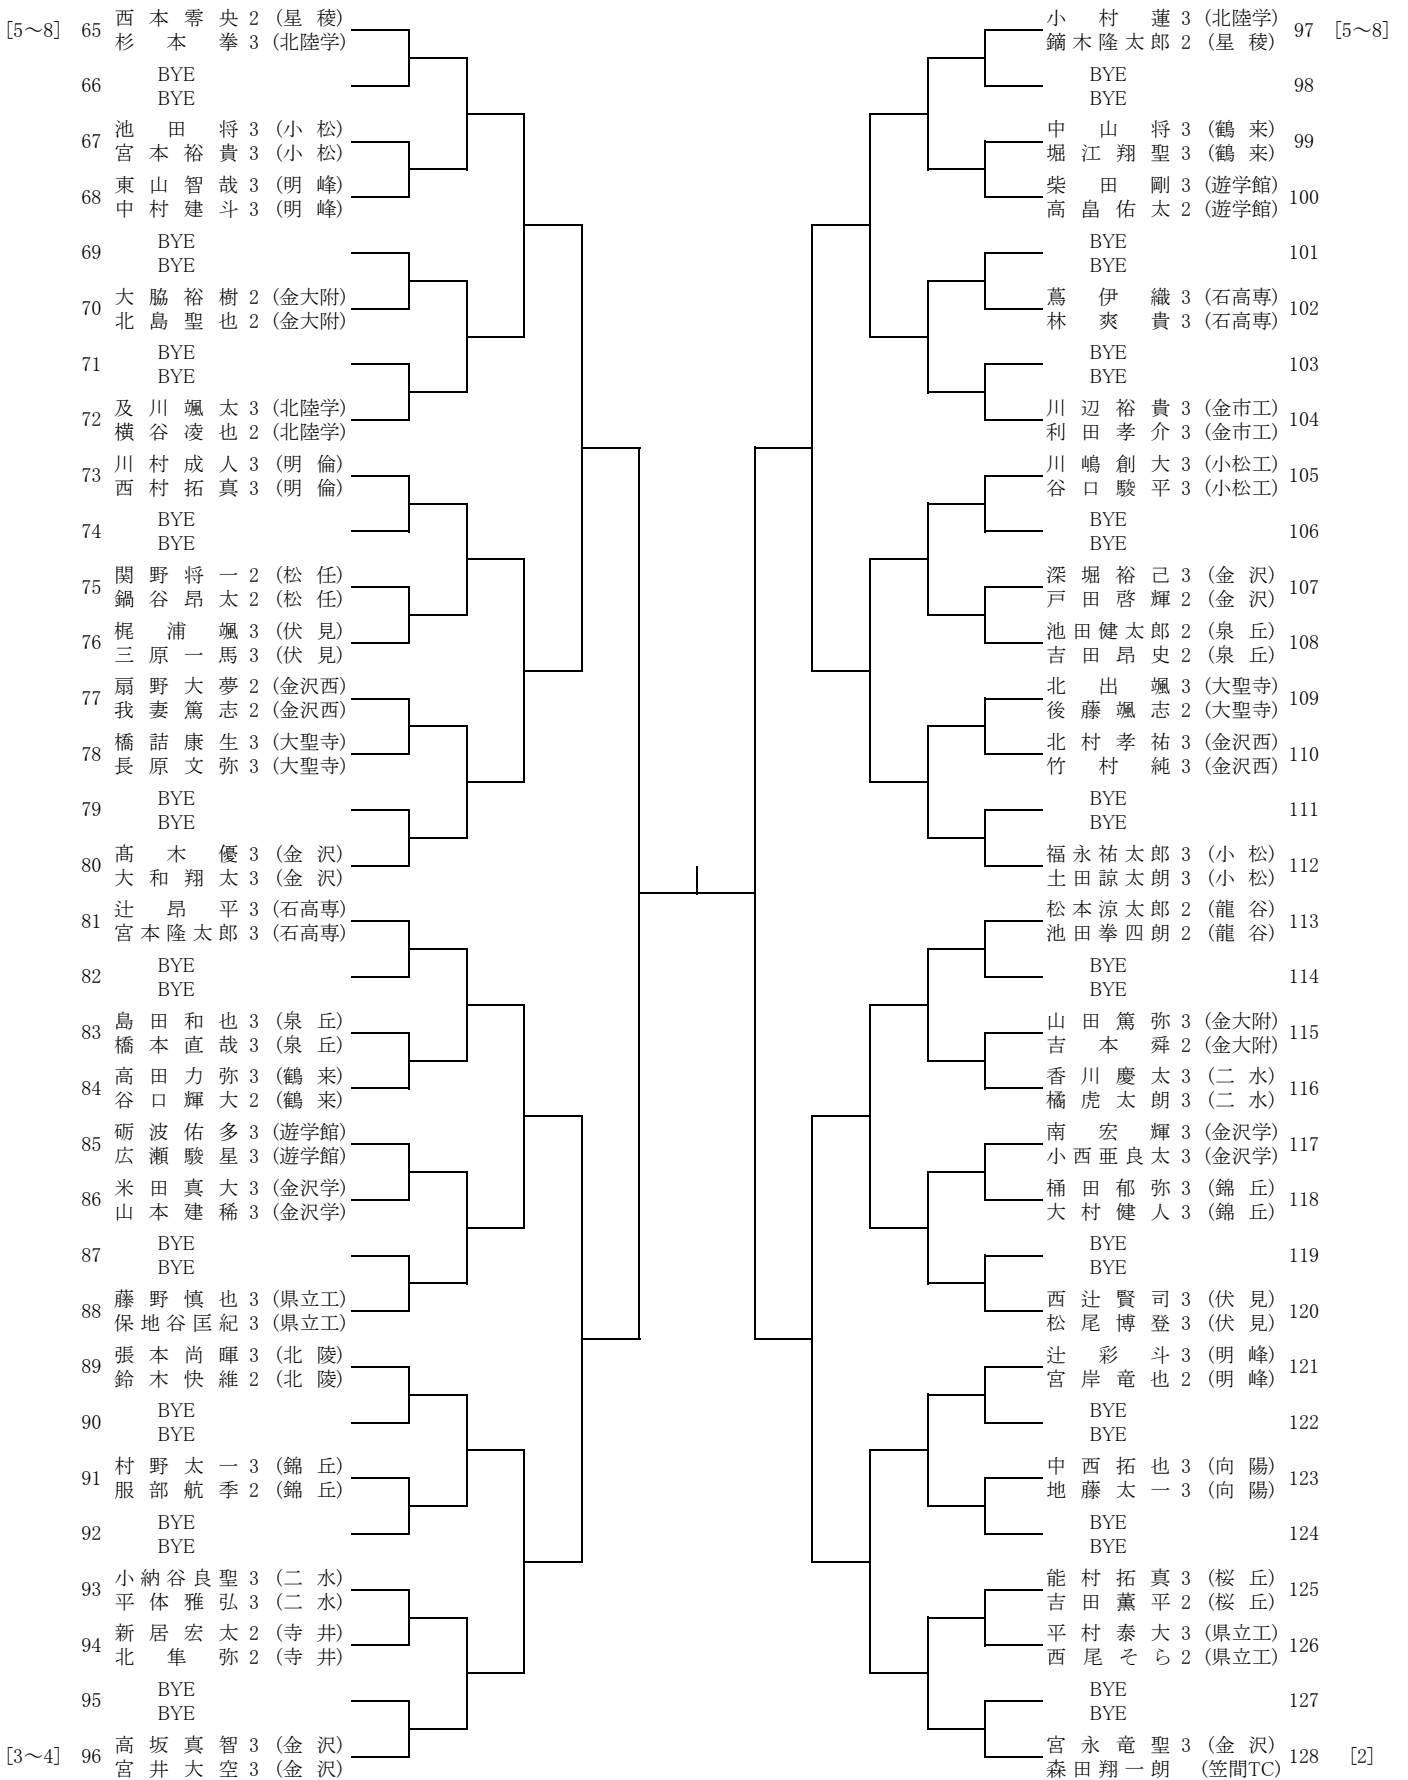 [5～8] 65 西本零央 2 (星 稜)
杉本拳 3 (北陸学)
66 BYE
BYE
67 池田将 3 (小 松)
宮本裕貴 3 (小 松)
68 東山智哉 3 (明 峰)
中村建斗 3 (明 峰)
69 BYE
BYE
70 大脇裕樹 2 (金大附)
北島聖也 2 (金大附)
71 BYE
BYE
72 及川颯太 3 (北陸学)
横谷凌也 2 (北陸学)
73 川村成人 3 (明 倫)
西村拓真 3 (明 倫)
74 BYE
BYE
75 関野将一 2 (松 任)
鍋谷昂太 2 (松 任)
76 梶浦颯 3 (伏 見)
三原一馬 3 (伏 見)
77 扇野大夢 2 (金沢西)
我妻篤志 2 (金沢西)
78 橋詰康生 3 (大聖寺)
長原文弥 3 (大聖寺)
79 BYE
BYE
80 髙木優 3 (金 沢)
大和翔太 3 (金 沢)
81 辻昂平 3 (石高専)
宮本隆太郎 3 (石高専)
82 BYE
BYE
83 島田和也 3 (泉 丘)
橋本直哉 3 (泉 丘)
84 高田力弥 3 (鶴 来)
谷口輝大 2 (鶴 来)
85 砺波佑多 3 (遊学館)
広瀬駿星 3 (遊学館)
86 米田真大 3 (金沢学)
山本建稀 3 (金沢学)
87 BYE
BYE
88 藤野慎也 3 (県立工)
保地谷匡紀 3 (県立工)
89 張本尚暉 3 (北 陵)
鈴木快維 2 (北 陵)
90 BYE
BYE
91 村野太一 3 (錦 丘)
服部航季 2 (錦 丘)
92 BYE
BYE
93 小納谷良聖 3 (二 水)
平体雅弘 3 (二 水)
94 新居宏太 2 (寺 井)
北隼弥 2 (寺 井)
95 BYE
BYE
[3～4] 96 高坂真智 3 (金 沢)
宮井大空 3 (金 沢)
小村蓮 3 (北陸学) 97 [5～8]
鏑木隆太郎 2 (星 稜)
BYE 98
BYE
中山将 3 (鶴 来) 99
堀江翔聖 3 (鶴 来)
柴田剛 3 (遊学館) 100
高畠佑太 2 (遊学館)
BYE 101
BYE
蔦伊織 3 (石高専) 102
林爽貴 3 (石高専)
BYE 103
BYE
川辺裕貴 3 (金市工) 104
利田孝介 3 (金市工)
川嶋創大 3 (小松工) 105
谷口駿平 3 (小松工)
BYE 106
BYE
深堀裕己 3 (金 沢) 107
戸田啓輝 2 (金 沢)
池田健太郎 2 (泉 丘) 108
吉田昂史 2 (泉 丘)
北出颯 3 (大聖寺) 109
後藤颯志 2 (大聖寺)
北村孝祐 3 (金沢西) 110
竹村純 3 (金沢西)
BYE 111
BYE
福永祐太郎 3 (小 松) 112
土田諒太朗 3 (小 松)
松本涼太郎 2 (龍 谷) 113
池田拳四朗 2 (龍 谷)
BYE 114
BYE
山田篤弥 3 (金大附) 115
吉本舜 2 (金大附)
香川慶太 3 (二 水) 116
橘虎太朗 3 (二 水)
南宏輝 3 (金沢学) 117
小西亜良太 3 (金沢学)
桶田郁弥 3 (錦 丘) 118
大村健人 3 (錦 丘)
BYE 119
BYE
西辻賢司 3 (伏 見) 120
松尾博登 3 (伏 見)
辻彩斗 3 (明 峰) 121
宮岸竜也 2 (明 峰)
BYE 122
BYE
中西拓也 3 (向 陽) 123
地藤太一 3 (向 陽)
BYE 124
BYE
能村拓真 3 (桜 丘) 125
吉田薫平 2 (桜 丘)
平村泰大 3 (県立工) 126
西尾そら 2 (県立工)
BYE 127
BYE
宮永竜聖 3 (金 沢) 128 [2]
森田翔一朗 (笠間TC)